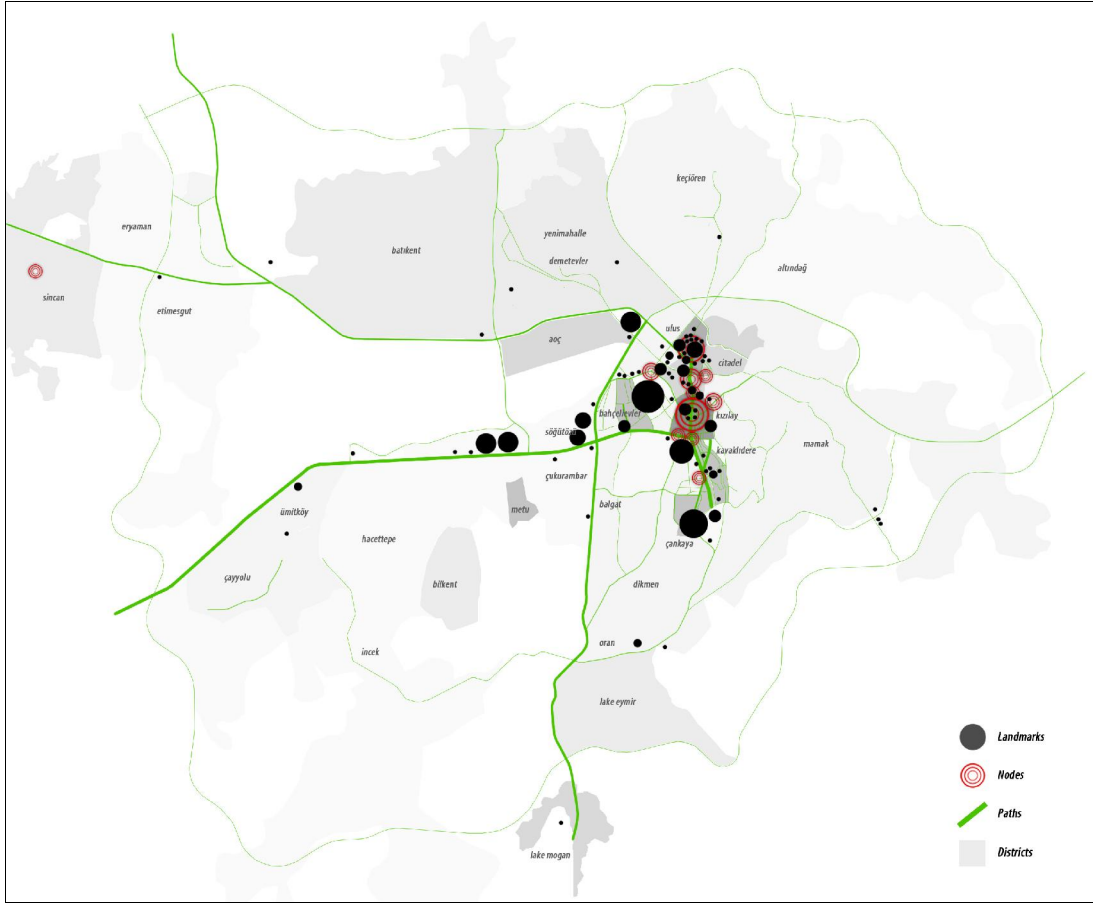 keçiören
eryaman
yenimahalle
batıkent
demetevler
altındağ
sincan
etimesgut
ulus
aoç
citadel
bahçelievler
kızılay
söğütözü
mamak
kavaklıdere
çukurambar
balgat
metu
ümitköy
hacettepe
çankaya
çayyolu
bilkent
dikmen
oran
incek
lake eymir
Landmarks
Nodes
Paths
lake mogan
Districts